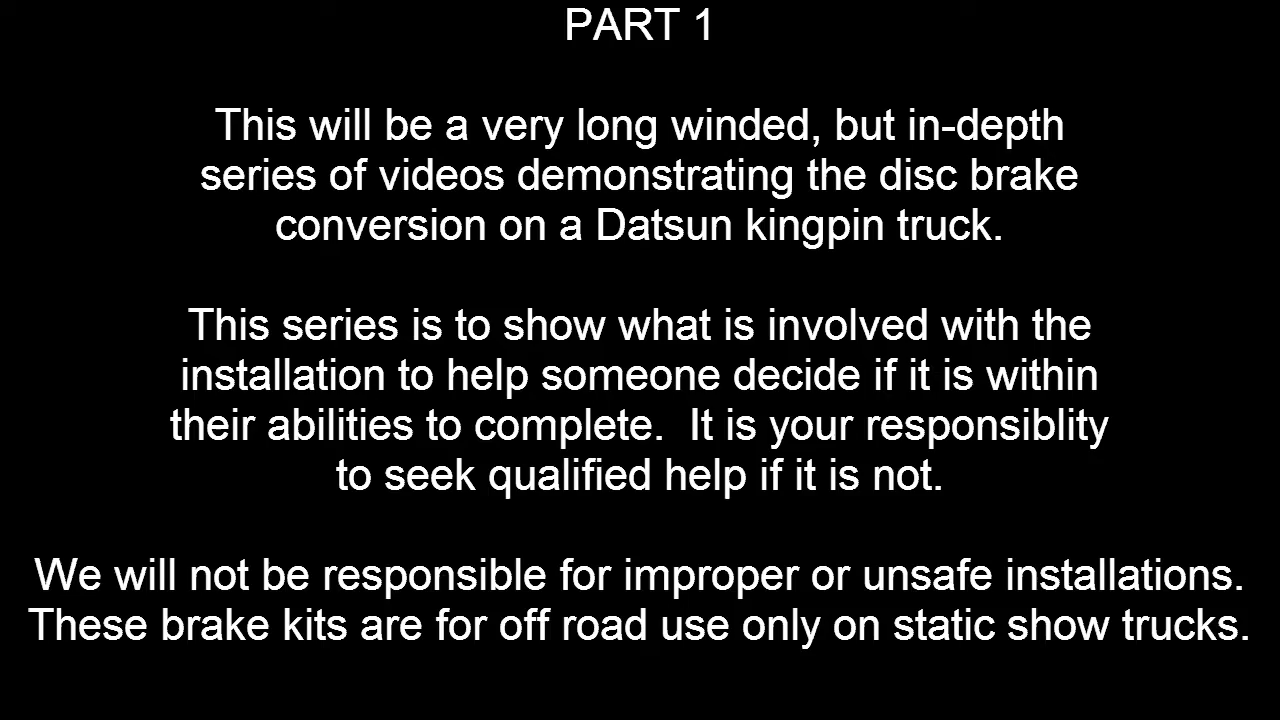 PART 1
This will be a very long winded, but in-depth
series of videos demonstrating the disc brake
conversion on a Datsun kingpin truck.
This series is to show what is involved with the
installation to help someone decide if it is within
their abilities to complete.  It is your responsiblity
to seek qualified help if it is not.
We will not be responsible for improper or unsafe installations.
These brake kits are for off road use only on static show trucks.